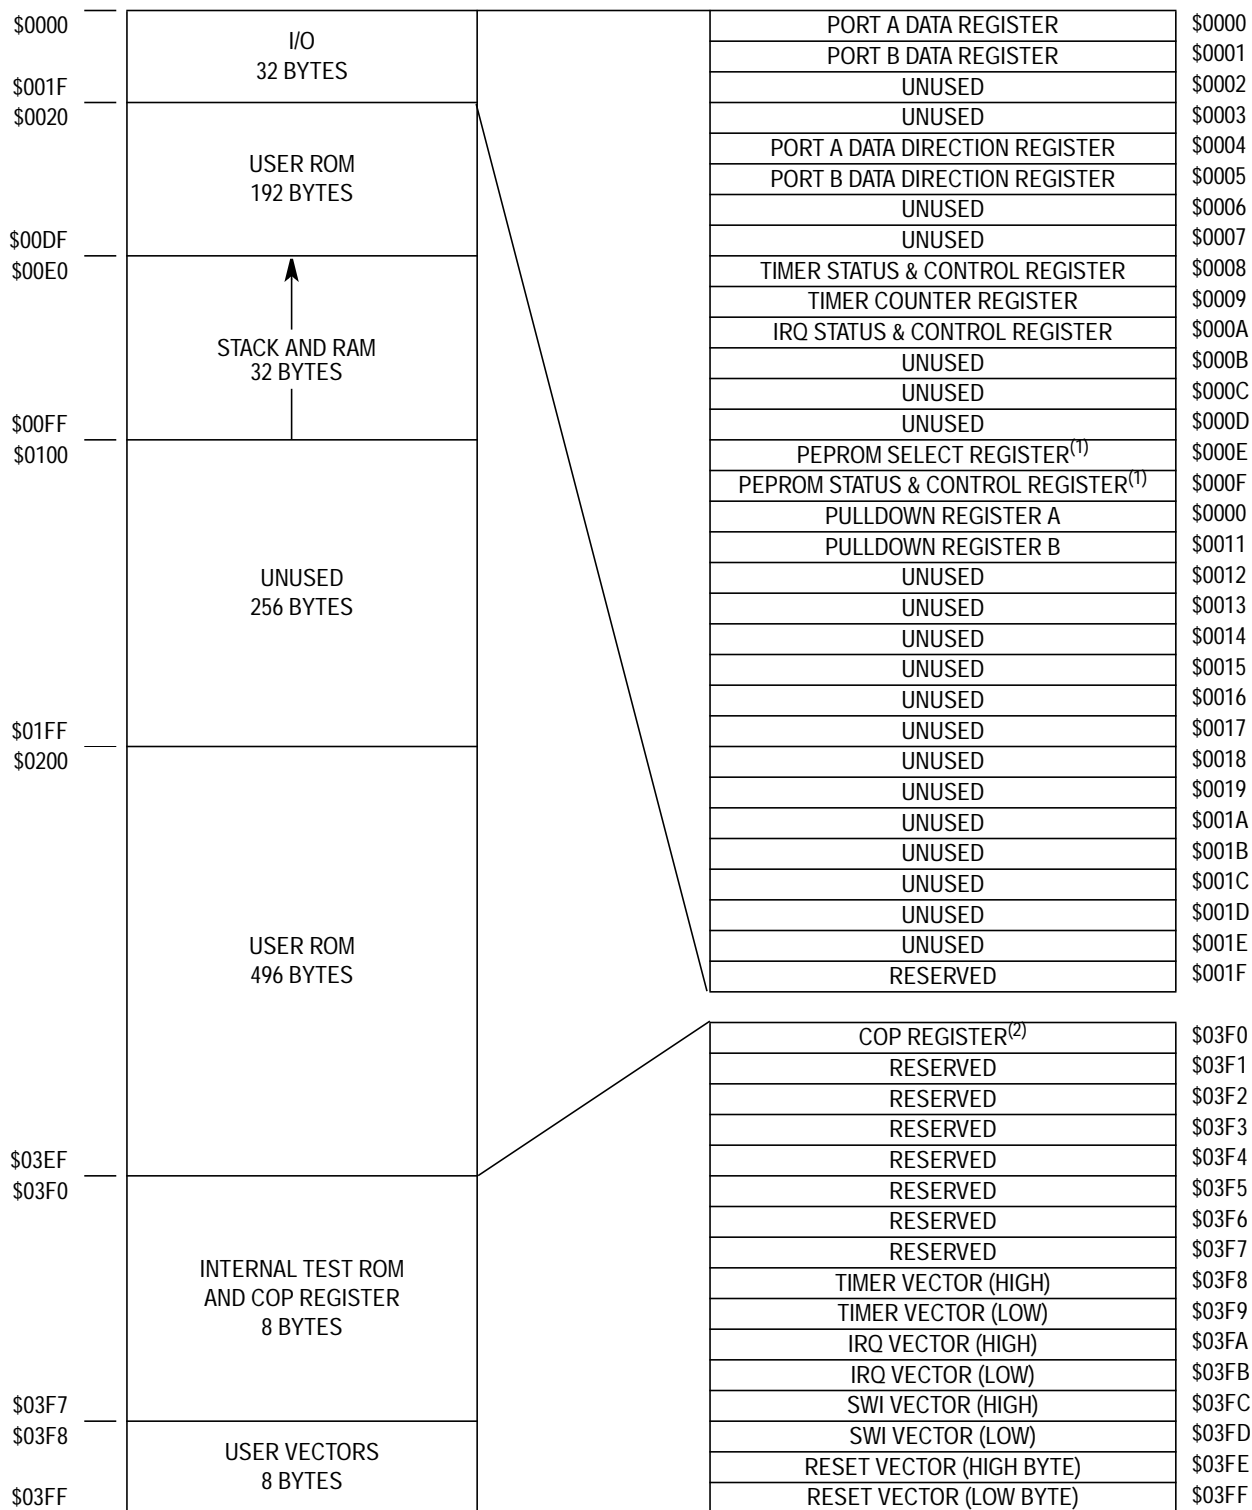 $0000
I/O
32 BYTES
$001F
$0020
USER ROM
192 BYTES
$00DF
$00E0
STACK AND RAM
32 BYTES
$00FF
$0100
UNUSED
256 BYTES
$01FF
$0200
USER ROM
496 BYTES
$03EF
$03F0
INTERNAL TEST ROM
AND COP REGISTER
8 BYTES
$03F7
$03F8
USER VECTORS
8 BYTES
$03FF
PORT A DATA REGISTER $0000
PORT B DATA REGISTER $0001
UNUSED $0002
UNUSED $0003
PORT A DATA DIRECTION REGISTER $0004
PORT B DATA DIRECTION REGISTER $0005
UNUSED $0006
UNUSED $0007
TIMER STATUS & CONTROL REGISTER $0008
TIMER COUNTER REGISTER $0009
IRQ STATUS & CONTROL REGISTER $000A
UNUSED $000B
UNUSED $000C
UNUSED $000D
PEPROM SELECT REGISTER(1) $000E
PEPROM STATUS & CONTROL REGISTER(1) $000F
PULLDOWN REGISTER A $0000
PULLDOWN REGISTER B $0011
UNUSED $0012
UNUSED $0013
UNUSED $0014
UNUSED $0015
UNUSED $0016
UNUSED $0017
UNUSED $0018
UNUSED $0019
UNUSED $001A
UNUSED $001B
UNUSED $001C
UNUSED $001D
UNUSED $001E
RESERVED $001F
COP REGISTER(2) $03F0
RESERVED $03F1
RESERVED $03F2
RESERVED $03F3
RESERVED $03F4
RESERVED $03F5
RESERVED $03F6
RESERVED $03F7
TIMER VECTOR (HIGH) $03F8
TIMER VECTOR (LOW) $03F9
IRQ VECTOR (HIGH) $03FA
IRQ VECTOR (LOW) $03FB
SWI VECTOR (HIGH) $03FC
SWI VECTOR (LOW) $03FD
RESET VECTOR (HIGH BYTE) $03FE
RESET VECTOR (LOW BYTE) $03FF